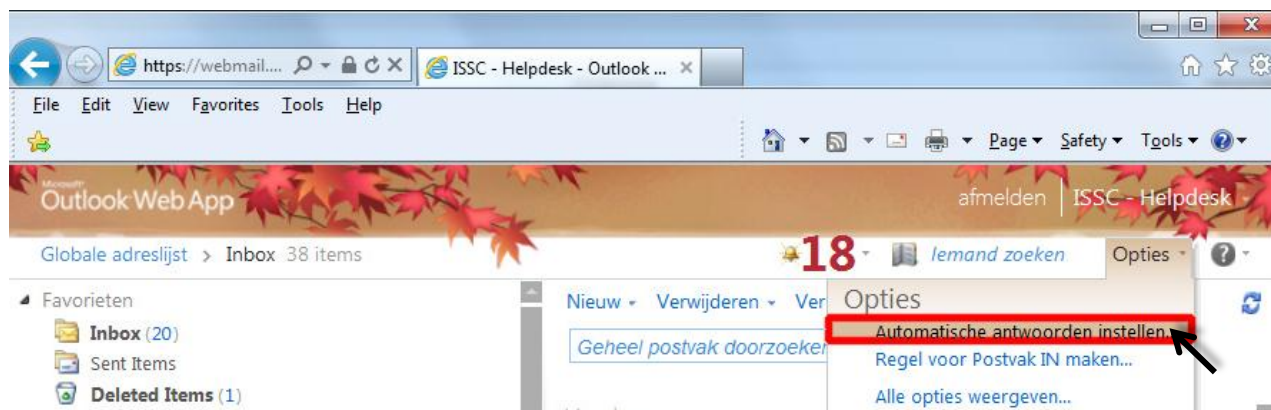 https://webmail.... ISSC - Helpdesk - Outlook ...
File Edit View Favorites Tools Help
Page Safety Tools
Microsoft
Outlook Web App afmelden ISSC - Helpdesk
Globale adreslijst > Inbox 38 items 18 Iemand zoeken Opties
Favorieten Nieuw Verwijderen Ver Opties
Inbox (20) Automatische antwoorden instellen...
Geheel postvak doorzoeken
Sent Items Regel voor Postvak IN maken...
Deleted Items (1) Alle opties weergeven...